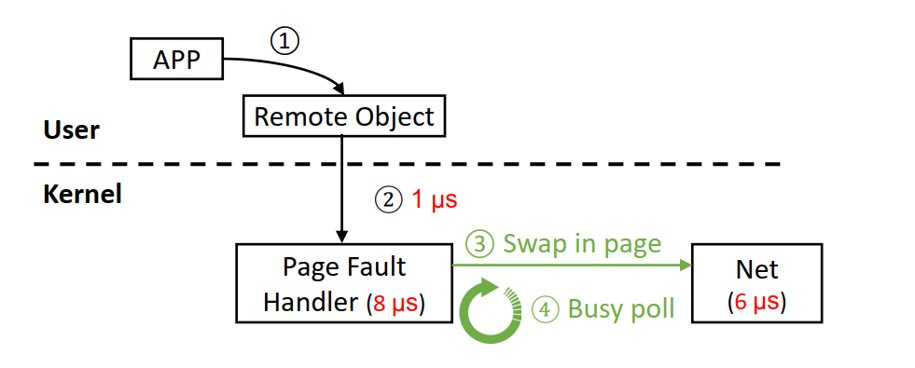 ①
APP
Remote Object
User
Kernel
② 1 µs
③ Swap in page
Page Fault
Handler (8 µs)
④ Busy poll
Net
(6 µs)